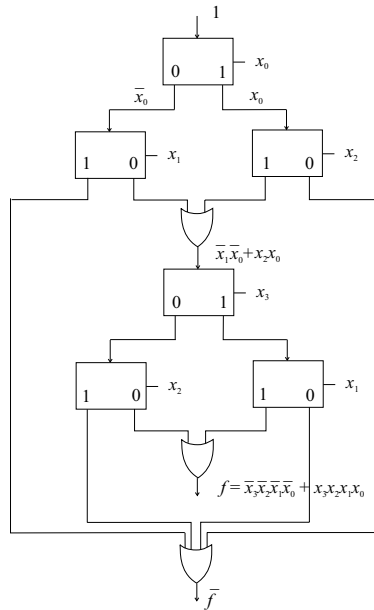 1
0 1 x₀
x̄₀ x₀
1 0 x₁ 1 0 x₂
x̄₁x̄₀+x₂x₀
0 1 x₃
1 0 x₂ 1 0 x₁
f = x̄₃x̄₂x̄₁x̄₀ + x₃x₂x₁x₀
f̄